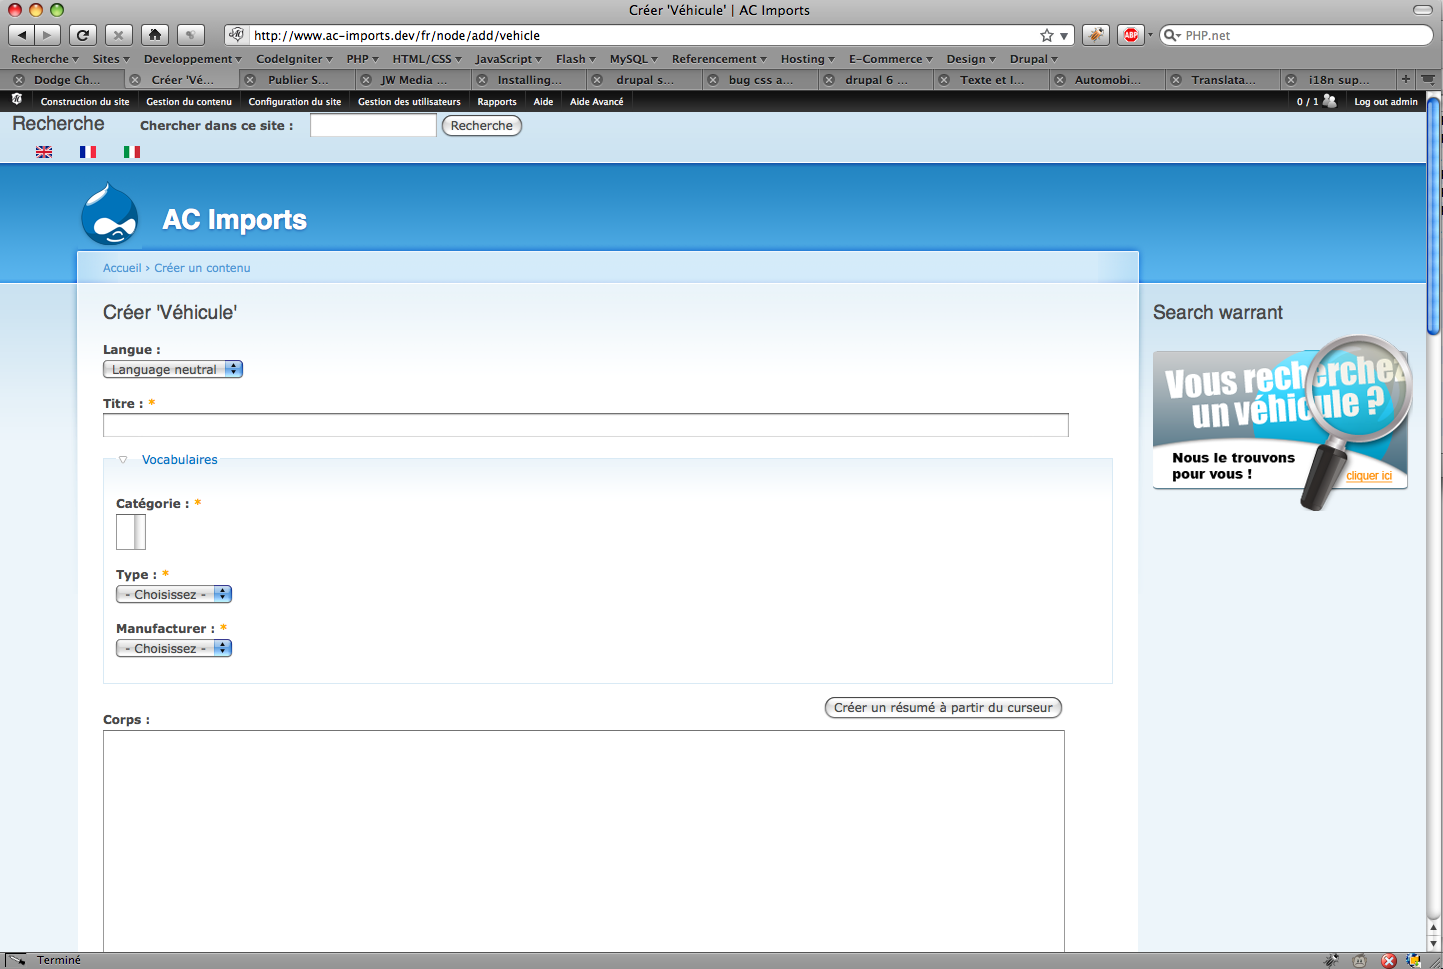 Créer 'Véhicule' | AC Imports
http://www.ac-imports.dev/fr/node/add/vehicle
ABP
PHP.net
Recherche Sites Developpement CodeIgniter PHP HTML/CSS JavaScript Flash MySQL Referencement Hosting E-Commerce Design Drupal
Dodge Ch... Créer 'Vé... Publier S... JW Media ... Installing... drupal s... bug css a... drupal 6 ... Texte et I... Automobi... Translata... i18n sup...
Construction du site Gestion du contenu Configuration du site Gestion des utilisateurs Rapports Aide Aide Avancé 0 / 1 Log out admin
Recherche Chercher dans ce site : Recherche
AC Imports
Accueil › Créer un contenu
Créer 'Véhicule'
Langue :
Language neutral
Titre : *
Vocabulaires
Catégorie : *
Type : *
- Choisissez -
Manufacturer : *
- Choisissez -
Créer un résumé à partir du curseur
Corps :
Search warrant
Vous recherchez
un véhicule ?
Nous le trouvons
pour vous !
cliquer ici
Terminé